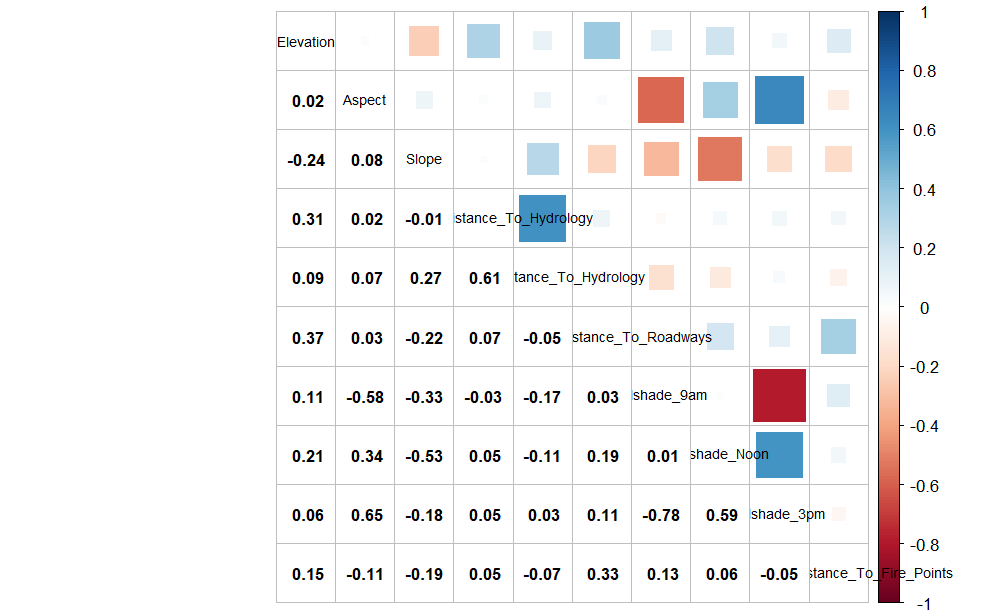 1
Elevation
0.8
0.02 Aspect
0.6
-0.24 0.08 Slope
0.4
0.31 0.02 -0.01 stance_To_Hydrology
0.2
0.09 0.07 0.27 0.61 tance_To_Hydrology
0
0.37 0.03 -0.22 0.07 -0.05 stance_To_Roadways
-0.2
0.11 -0.58 -0.33 -0.03 -0.17 0.03 lshade_9am
-0.4
0.21 0.34 -0.53 0.05 -0.11 0.19 0.01 shade_Noon
-0.6
0.06 0.65 -0.18 0.05 0.03 0.11 -0.78 0.59 lshade_3pm
-0.8
0.15 -0.11 -0.19 0.05 -0.07 0.33 0.13 0.06 -0.05 stance_To_Fire_Points
-1